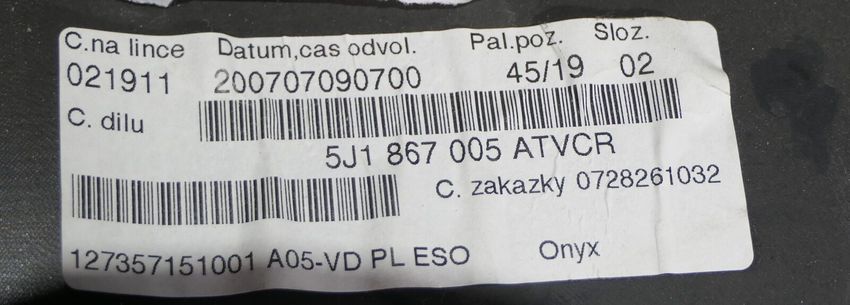 C.na lince Datum,cas odvol. Pal.poz. Sloz.
021911 200707090700 45/19 02
C. dilu
5J1 867 005 ATVCR
C. zakazky 0728261032
127357151001 A05-VD PL ESO Onyx